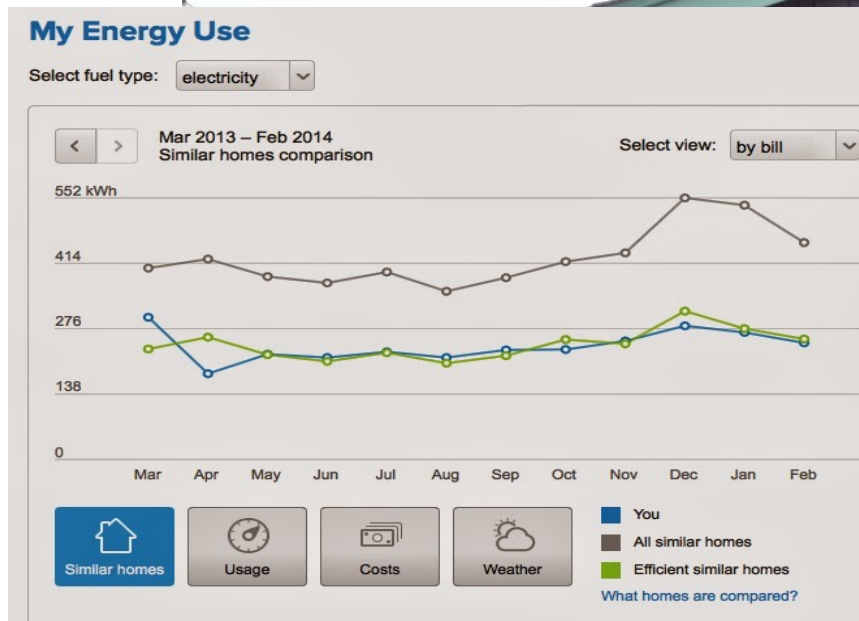 My Energy Use
Select fuel type: electricity
Mar 2013 – Feb 2014
Similar homes comparison
Select view: by bill
552 kWh
414
276
138
0
Mar Apr May Jun Jul Aug Sep Oct Nov Dec Jan Feb
Similar homes
Usage
Costs
Weather
You
All similar homes
Efficient similar homes
What homes are compared?